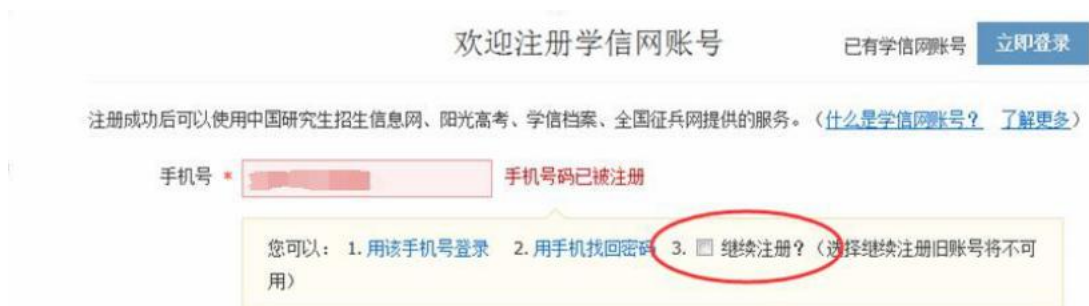 欢迎注册学信网账号 已有学信网账号 立即登录
注册成功后可以使用中国研究生招生信息网、阳光高考、学信档案、全国征兵网提供的服务。（什么是学信网账号？ 了解更多）
手机号 * 手机号码已被注册
您可以： 1. 用该手机号登录 2. 用手机找回密码 3. 继续注册？（选择继续注册旧账号将不可
用）